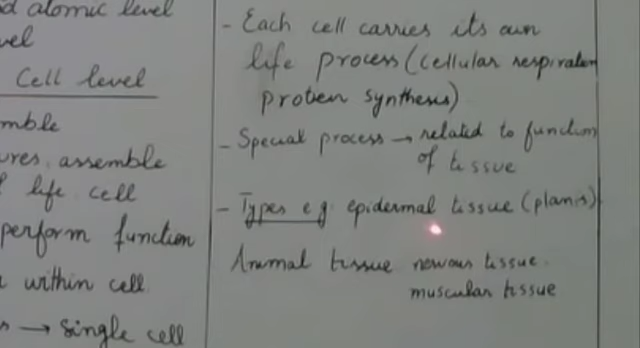 d atomic level
vel
Cell level
mble
ures, assemble
life cell
perform function
within cell
→ single cell
- Each cell carries its own
life process (cellular respiration
protien synthesis)
- Special process → related to function
of tissue
- Types e.g. epidermal tissue (plants)
Animal tissue nervous tissue.
muscular tissue